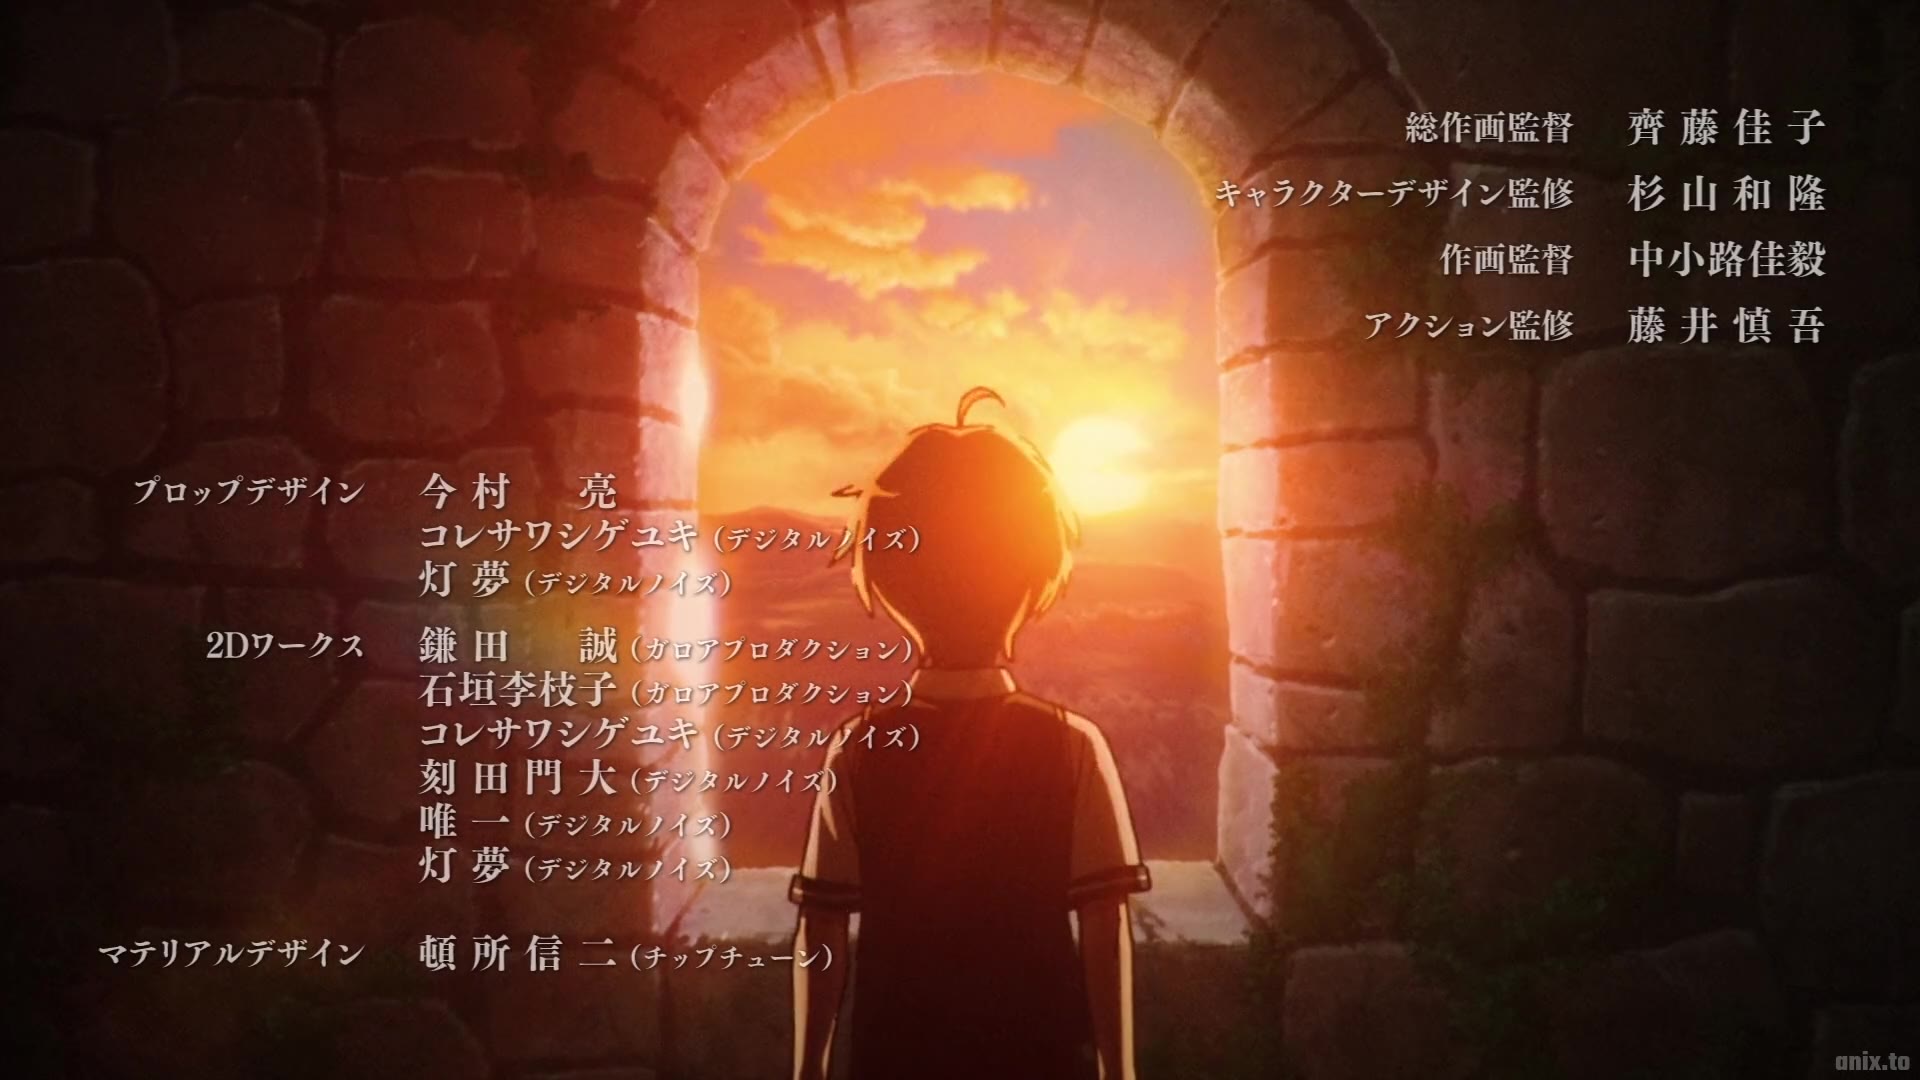 総作画監督 齊藤佳子
キャラクターデザイン監修 杉山和隆
作画監督 中小路佳毅
アクション監修 藤井慎吾
プロップデザイン 今村 亮
コレサワシゲユキ（デジタルノイズ）
灯夢（デジタルノイズ）
2Dワークス 鎌田 誠（ガロアプロダクション）
石垣李枝子（ガロアプロダクション）
コレサワシゲユキ（デジタルノイズ）
刻田門大（デジタルノイズ）
唯一（デジタルノイズ）
灯夢（デジタルノイズ）
マテリアルデザイン 頓所信二（チップチューン）
anix.to